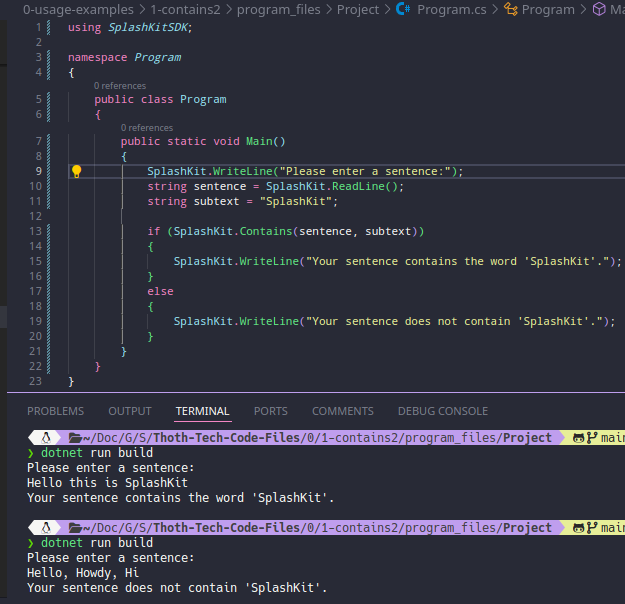 0-usage-examples > 1-contains2 > program_files > Project > Program.cs > Program >
1 using SplashKitSDK;
2
3 namespace Program
4 {
0 references
5 public class Program
6 {
0 references
7 public static void Main()
8 {
9 SplashKit.WriteLine("Please enter a sentence:");
10 string sentence = SplashKit.ReadLine();
11 string subtext = "SplashKit";
12
13 if (SplashKit.Contains(sentence, subtext))
14 {
15 SplashKit.WriteLine("Your sentence contains the word 'SplashKit'.");
16 }
17 else
18 {
19 SplashKit.WriteLine("Your sentence does not contain 'SplashKit'.");
20 }
21 }
22 }
23 }
PROBLEMS OUTPUT TERMINAL PORTS COMMENTS DEBUG CONSOLE
~/Doc/G/S/Thoth-Tech-Code-Files/0/1-contains2/program_files/Project main
❯ dotnet run build
Please enter a sentence:
Hello this is SplashKit
Your sentence contains the word 'SplashKit'.
~/Doc/G/S/Thoth-Tech-Code-Files/0/1-contains2/program_files/Project main
❯ dotnet run build
Please enter a sentence:
Hello, Howdy, Hi
Your sentence does not contain 'SplashKit'.